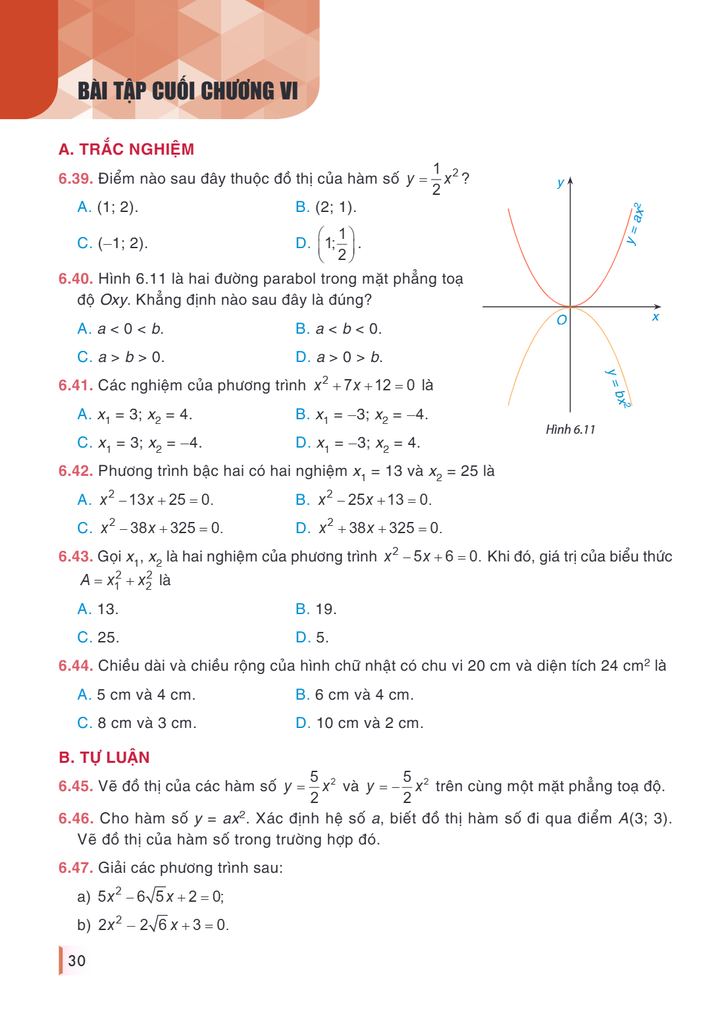 BÀI TẬP CUỐI CHƯƠNG VI
A. TRẮC NGHIỆM
6.39. Điểm nào sau đây thuộc đồ thị của hàm số y = 1/2 x²?
A. (1; 2). B. (2; 1).
C. (–1; 2). D. (1; 1/2).
6.40. Hình 6.11 là hai đường parabol trong mặt phẳng toạ
độ Oxy. Khẳng định nào sau đây là đúng?
A. a < 0 < b. B. a < b < 0.
C. a > b > 0. D. a > 0 > b.
y
y = ax²
O
x
y = bx²
Hình 6.11
6.41. Các nghiệm của phương trình x² + 7x + 12 = 0 là
A. x₁ = 3; x₂ = 4. B. x₁ = –3; x₂ = –4.
C. x₁ = 3; x₂ = –4. D. x₁ = –3; x₂ = 4.
6.42. Phương trình bậc hai có hai nghiệm x₁ = 13 và x₂ = 25 là
A. x² – 13x + 25 = 0. B. x² – 25x + 13 = 0.
C. x² – 38x + 325 = 0. D. x² + 38x + 325 = 0.
6.43. Gọi x₁, x₂ là hai nghiệm của phương trình x² – 5x + 6 = 0. Khi đó, giá trị của biểu thức
A = x₁² + x₂² là
A. 13. B. 19.
C. 25. D. 5.
6.44. Chiều dài và chiều rộng của hình chữ nhật có chu vi 20 cm và diện tích 24 cm² là
A. 5 cm và 4 cm. B. 6 cm và 4 cm.
C. 8 cm và 3 cm. D. 10 cm và 2 cm.
B. TỰ LUẬN
6.45. Vẽ đồ thị của các hàm số y = 5/2 x² và y = –5/2 x² trên cùng một mặt phẳng toạ độ.
6.46. Cho hàm số y = ax². Xác định hệ số a, biết đồ thị hàm số đi qua điểm A(3; 3).
Vẽ đồ thị của hàm số trong trường hợp đó.
6.47. Giải các phương trình sau:
a) 5x² – 6√5x + 2 = 0;
b) 2x² – 2√6 x + 3 = 0.
30